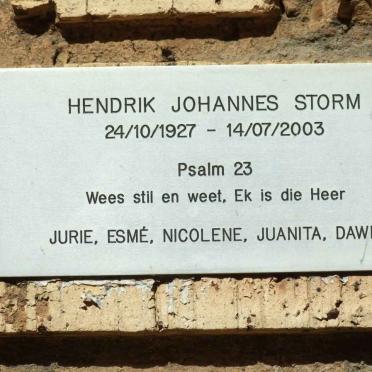 HENDRIK JOHANNES STORM
24/10/1927 – 14/07/2003
Psalm 23
Wees stil en weet, Ek is die Heer
JURIE, ESMÉ, NICOLENE, JUANITA,